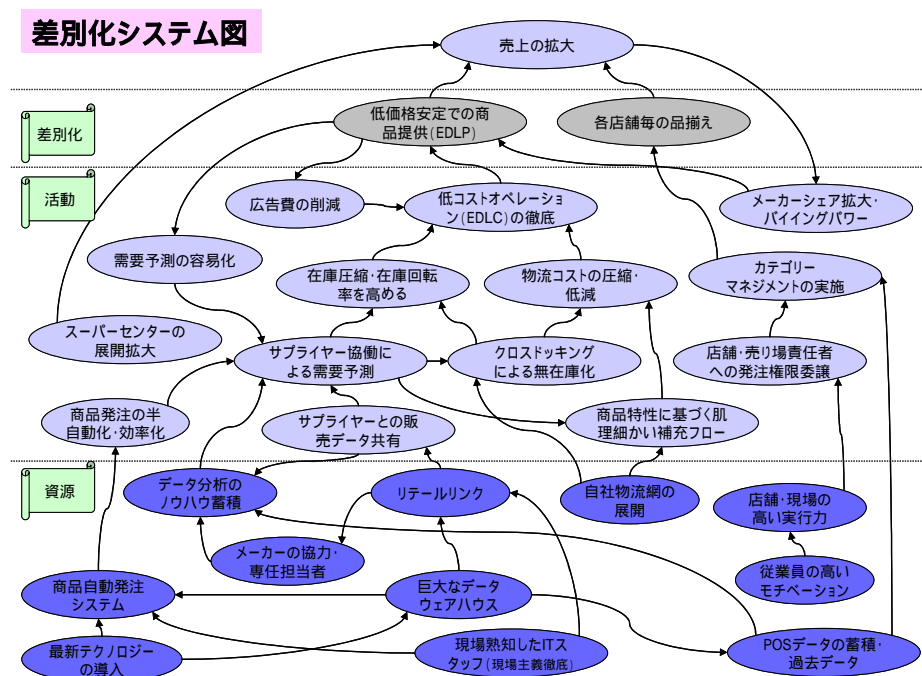 差別化システム図
売上の拡大
差別化
低価格安定での商
品提供(EDLP)
各店舗毎の品揃え
活動
広告費の削減
低コストオペレーショ
ン(EDLC)の徹底
メーカーシェア拡大・
バイイングパワー
需要予測の容易化
在庫圧縮・在庫回転
率を高める
物流コストの圧縮・
低減
カテゴリー
マネジメントの実施
スーパーセンターの
展開拡大
サプライヤー協働に
よる需要予測
クロスドッキング
による無在庫化
店舗・売り場責任者
への発注権限委譲
商品発注の半
自動化・効率化
サプライヤーとの販
売データ共有
商品特性に基づく肌
理細かい補充フロー
資源
データ分析の
ノウハウ蓄積
リテールリンク
自社物流網の
展開
店舗・現場の
高い実行力
メーカーの協力・
専任担当者
従業員の高い
モチベーション
商品自動発注
システム
巨大なデータ
ウェアハウス
最新テクノロジー
の導入
現場熟知したITス
タッフ(現場主義徹底)
POSデータの蓄積・
過去データ